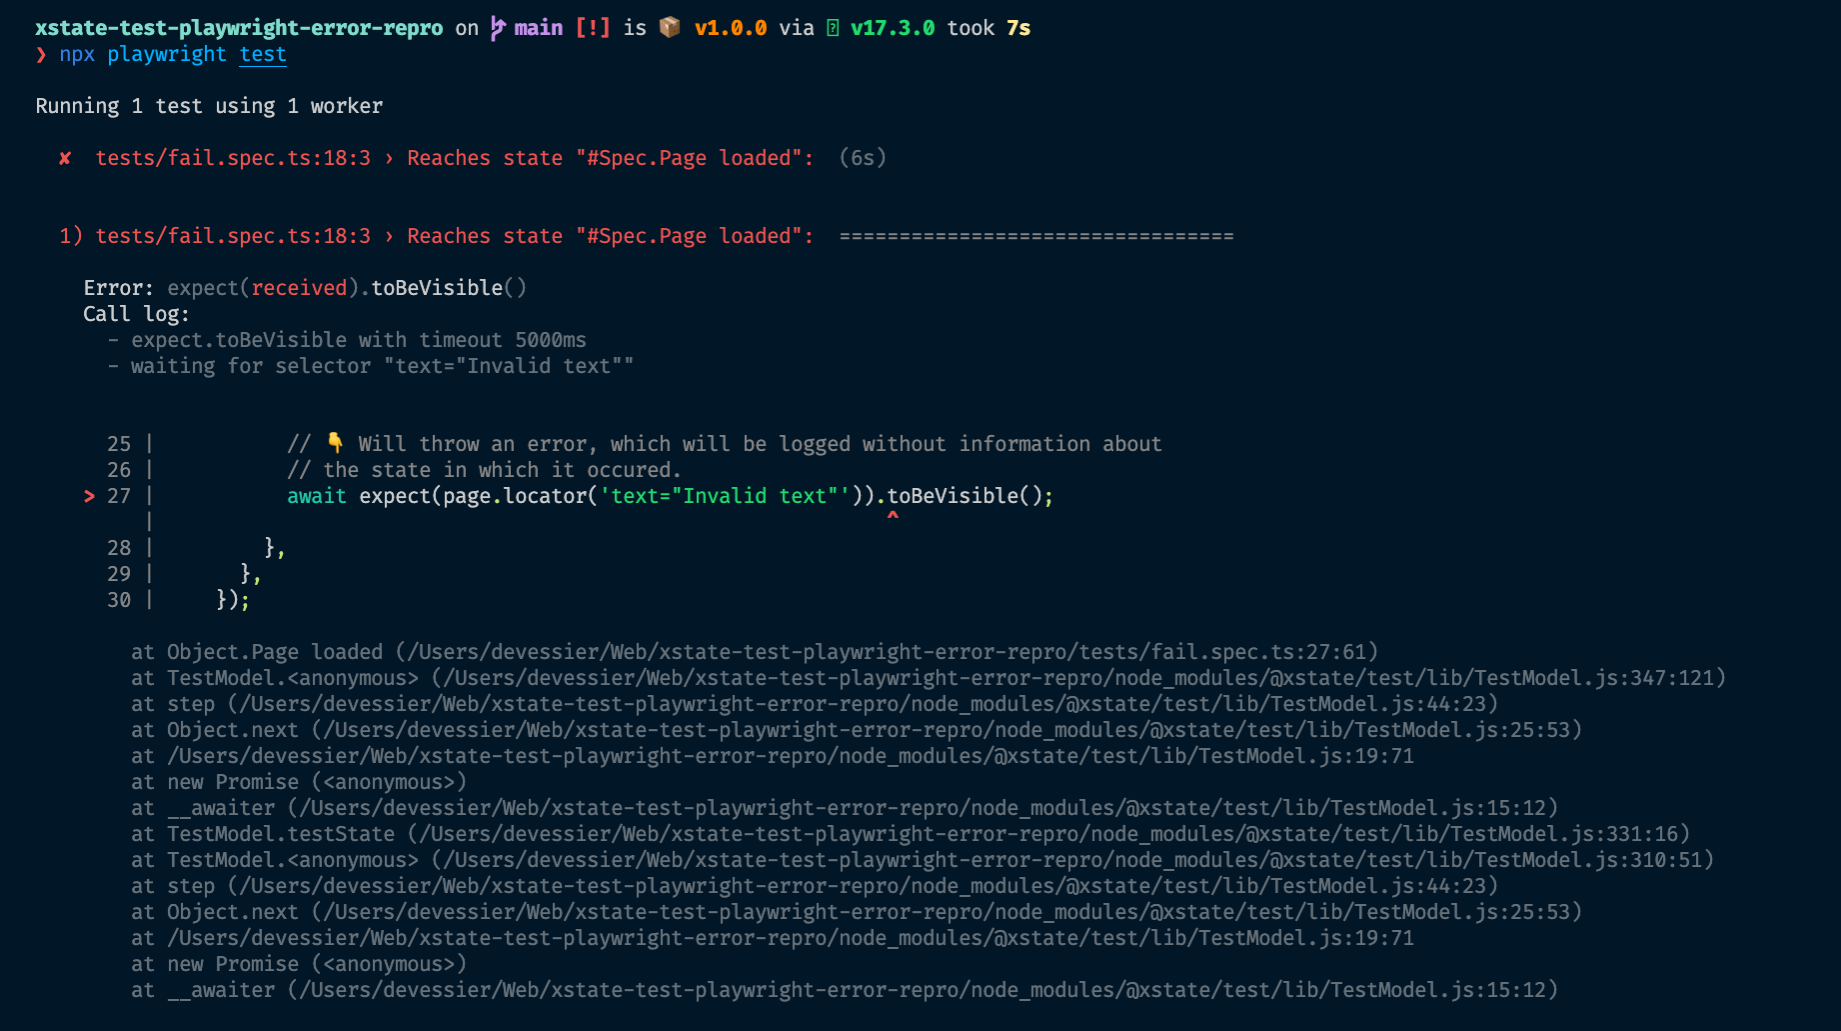 xstate-test-playwright-error-repro on main [!] is 📦 v1.0.0 via v17.3.0 took 7s
❯ npx playwright test
Running 1 test using 1 worker
✘ tests/fail.spec.ts:18:3 › Reaches state "#Spec.Page loaded": (6s)
1) tests/fail.spec.ts:18:3 › Reaches state "#Spec.Page loaded": =================================
Error: expect(received).toBeVisible()
Call log:
- expect.toBeVisible with timeout 5000ms
- waiting for selector "text="Invalid text""
25 | // 👇 Will throw an error, which will be logged without information about
26 | // the state in which it occured.
> 27 | await expect(page.locator('text="Invalid text"')).toBeVisible();
| ^
28 | },
29 | },
30 | });
at Object.Page loaded (/Users/devessier/Web/xstate-test-playwright-error-repro/tests/fail.spec.ts:27:61)
at TestModel.<anonymous> (/Users/devessier/Web/xstate-test-playwright-error-repro/node_modules/@xstate/test/lib/TestModel.js:347:121)
at step (/Users/devessier/Web/xstate-test-playwright-error-repro/node_modules/@xstate/test/lib/TestModel.js:44:23)
at Object.next (/Users/devessier/Web/xstate-test-playwright-error-repro/node_modules/@xstate/test/lib/TestModel.js:25:53)
at /Users/devessier/Web/xstate-test-playwright-error-repro/node_modules/@xstate/test/lib/TestModel.js:19:71
at new Promise (<anonymous>)
at __awaiter (/Users/devessier/Web/xstate-test-playwright-error-repro/node_modules/@xstate/test/lib/TestModel.js:15:12)
at TestModel.testState (/Users/devessier/Web/xstate-test-playwright-error-repro/node_modules/@xstate/test/lib/TestModel.js:331:16)
at TestModel.<anonymous> (/Users/devessier/Web/xstate-test-playwright-error-repro/node_modules/@xstate/test/lib/TestModel.js:310:51)
at step (/Users/devessier/Web/xstate-test-playwright-error-repro/node_modules/@xstate/test/lib/TestModel.js:44:23)
at Object.next (/Users/devessier/Web/xstate-test-playwright-error-repro/node_modules/@xstate/test/lib/TestModel.js:25:53)
at /Users/devessier/Web/xstate-test-playwright-error-repro/node_modules/@xstate/test/lib/TestModel.js:19:71
at new Promise (<anonymous>)
at __awaiter (/Users/devessier/Web/xstate-test-playwright-error-repro/node_modules/@xstate/test/lib/TestModel.js:15:12)